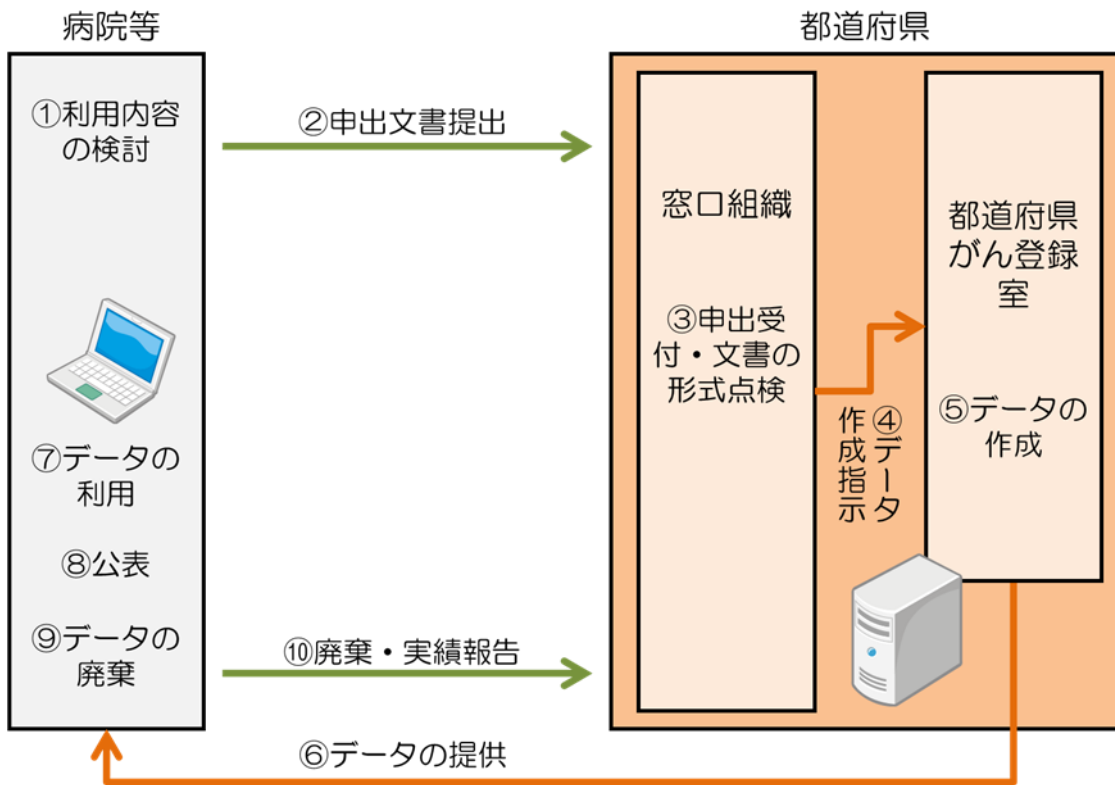 病院等
①利用内容
の検討
⑦データの
利用
⑧公表
⑨データの
廃棄
②申出文書提出
⑩廃棄・実績報告
⑥データの提供
都道府県
窓口組織
③申出受
付・文書の
形式点検
④データ
作成指示
都道府県
がん登録
室
⑤データの
作成